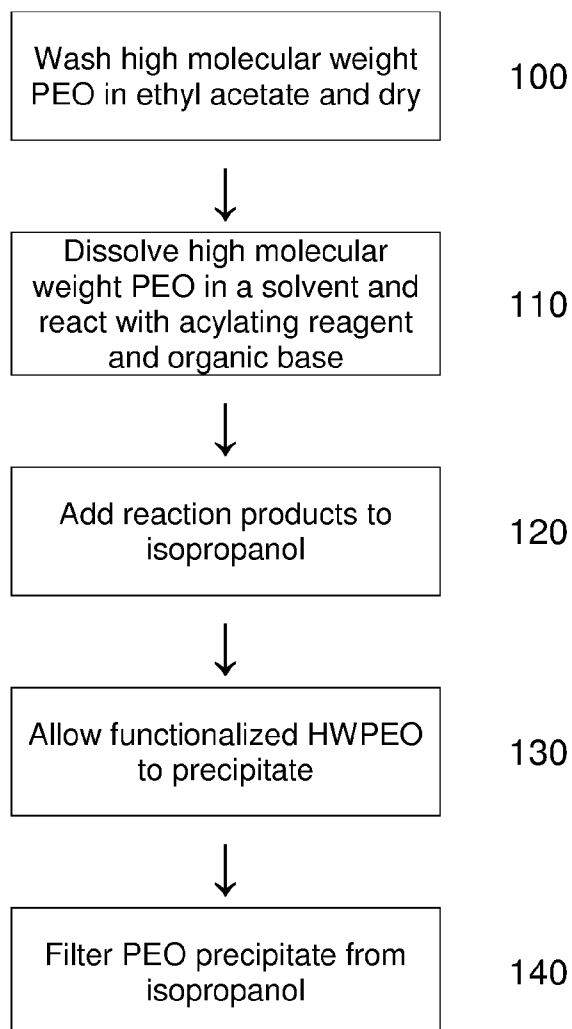 Wash high molecular weight
PEO in ethyl acetate and dry
100
Dissolve high molecular
weight PEO in a solvent and
react with acylating reagent
and organic base
110
Add reaction products to
isopropanol
120
Allow functionalized HWPEO
to precipitate
130
Filter PEO precipitate from
isopropanol
140